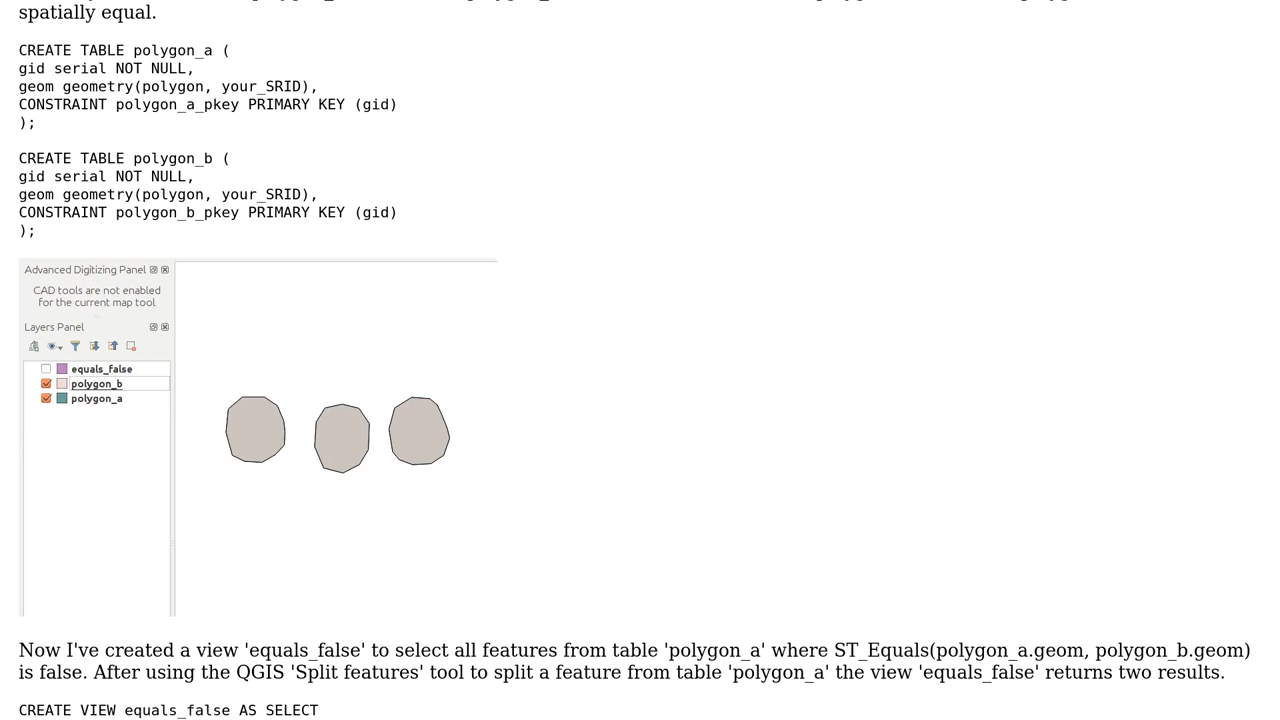 spatially equal.
CREATE TABLE polygon_a (
gid serial NOT NULL,
geom geometry(polygon, your_SRID),
CONSTRAINT polygon_a_pkey PRIMARY KEY (gid)
);
CREATE TABLE polygon_b (
gid serial NOT NULL,
geom geometry(polygon, your_SRID),
CONSTRAINT polygon_b_pkey PRIMARY KEY (gid)
);
Advanced Digitizing Panel
CAD tools are not enabled
for the current map tool
Layers Panel
equals_false
polygon_b
polygon_a
Now I've created a view 'equals_false' to select all features from table 'polygon_a' where ST_Equals(polygon_a.geom, polygon_b.geom)
is false. After using the QGIS 'Split features' tool to split a feature from table 'polygon_a' the view 'equals_false' returns two results.
CREATE VIEW equals_false AS SELECT